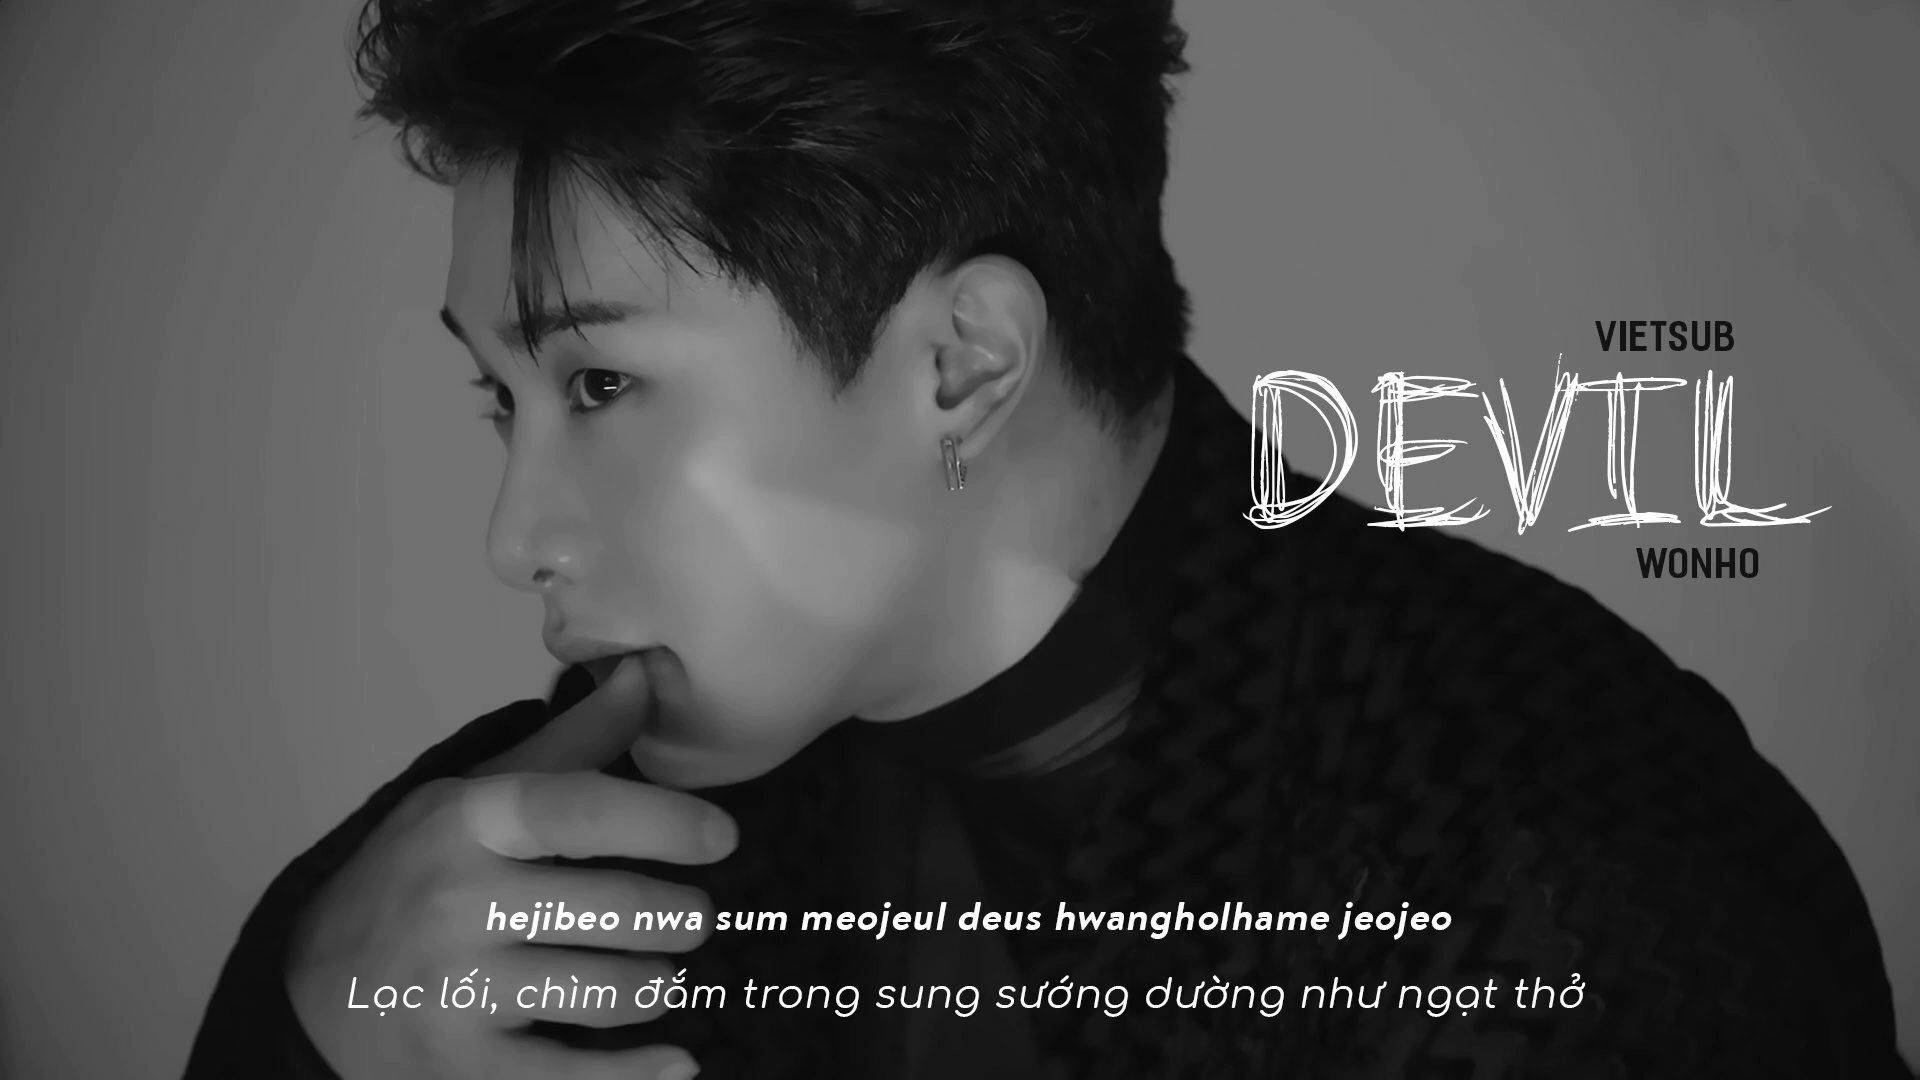 VIETSUB
DEVIL
WONHO
hejibeo nwa sum meojeul deus hwangholhame jeojeo
Lạc lối, chìm đắm trong sung sướng dường như ngạt thở